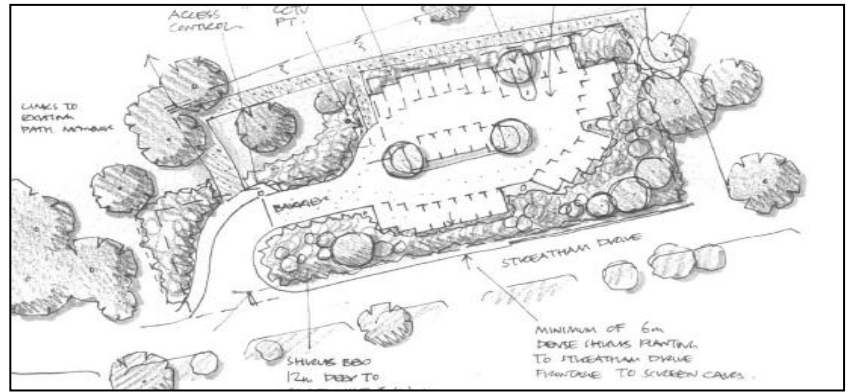 ACCESS
CONTROL
CCTV
PT.
LINKS TO
EXISTING
PATH NETWORK
BARRIER
STREATHAM DRIVE
MINIMUM OF 6m
DENSE SHRUB PLANTING
TO STREATHAM DRIVE
FRONTAGE TO SCREEN CARS.
SHRUB BED
12m DEEP TO